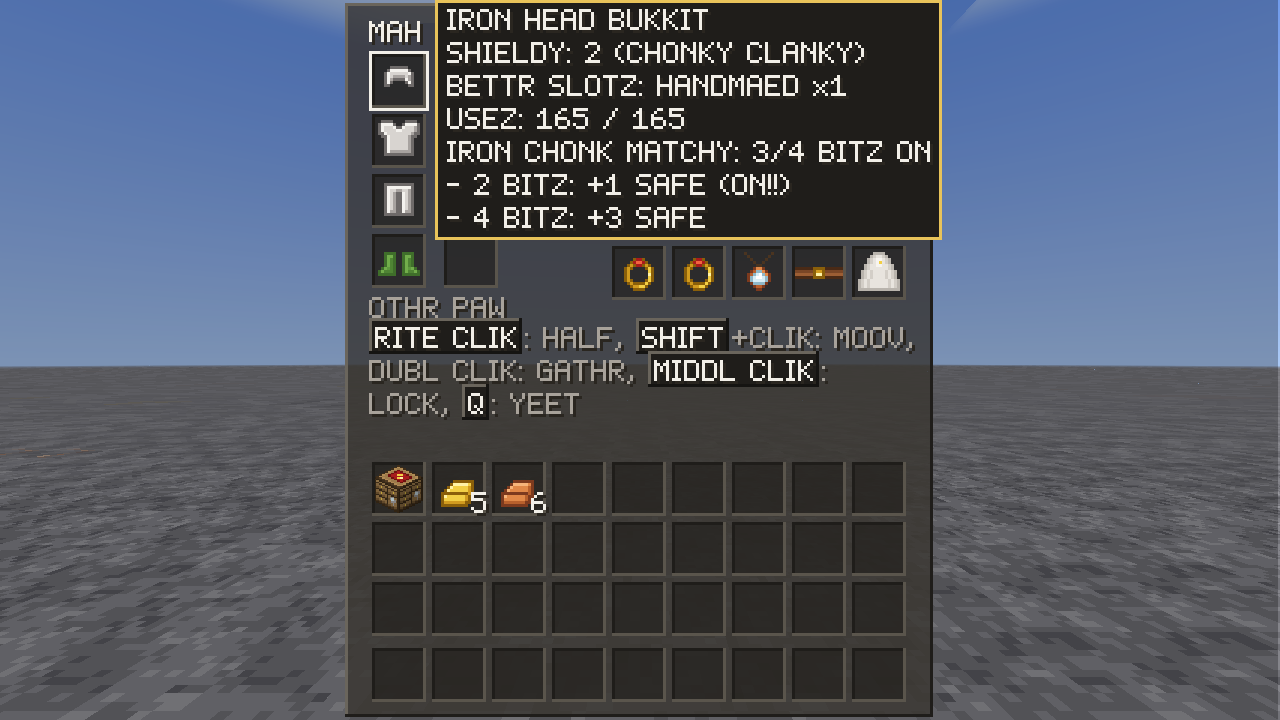 MAH
IRON HEAD BUKKIT
SHIELDY: 2 (CHONKY CLANKY)
BETTR SLOTZ: HANDMAED x1
USEZ: 165 / 165
IRON CHONK MATCHY: 3/4 BITZ ON
- 2 BITZ: +1 SAFE (ON!!)
- 4 BITZ: +3 SAFE
OTHR PAW
RITE CLIK: HALF, SHIFT+CLIK: MOOV,
DUBL CLIK: GATHR, MIDDL CLIK:
LOCK, Q: YEET
5 6